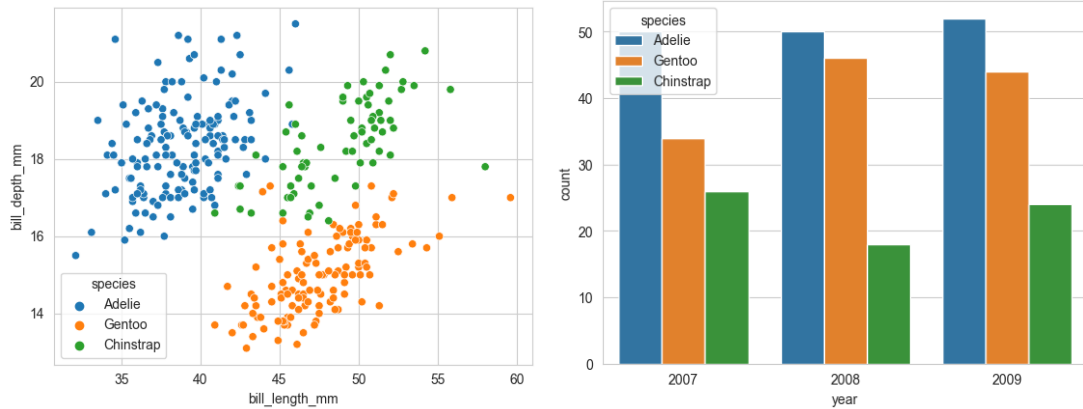 20
18
16
14
bill_depth_mm
species
Adelie
Gentoo
Chinstrap
35 40 45 50 55 60
bill_length_mm
50
40
30
20
10
0
count
species
Adelie
Gentoo
Chinstrap
2007 2008 2009
year